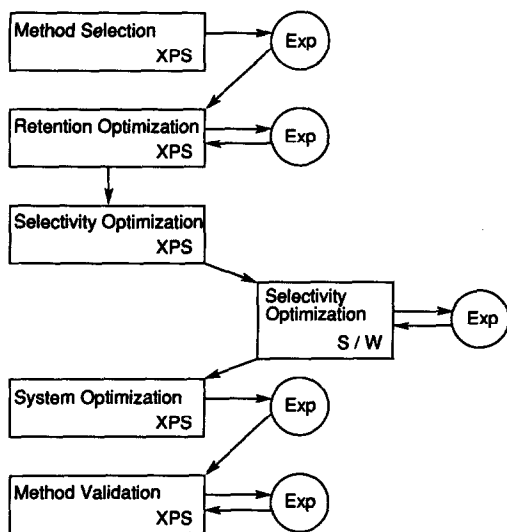 Method Selection
XPS
Exp
Retention Optimization
XPS
Exp
Selectivity Optimization
XPS
Selectivity
Optimization
S / W
Exp
System Optimization
XPS
Exp
Method Validation
XPS
Exp